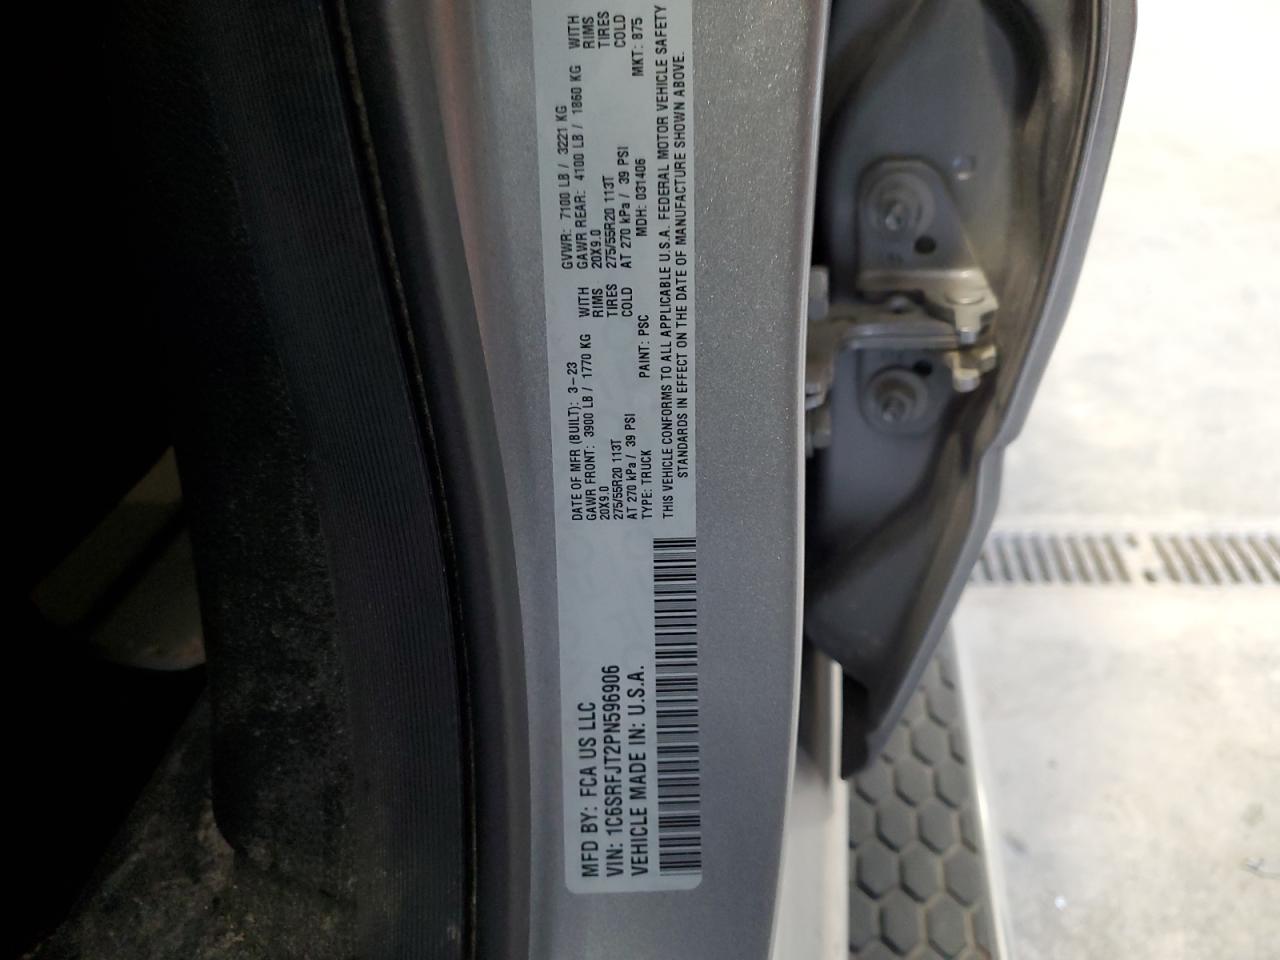 MFD BY: FCA US LLC
VIN: 1C6SRFJT2PN596906
VEHICLE MADE IN: U.S.A.
DATE OF MFR (BUILT): 3-23
GVWR: 7100 LB / 3221 KG
GAWR FRONT: 3900 LB / 1770 KG WITH
20X9.0 RIMS
275/55R20 113T TIRES
AT 270 kPa / 39 PSI COLD
GAWR REAR: 4100 LB / 1860 KG WITH
20X9.0 RIMS
275/55R20 113T TIRES
AT 270 kPa / 39 PSI COLD
TYPE: TRUCK PAINT: PSC MDH: 031406 MKT: 875
THIS VEHICLE CONFORMS TO ALL APPLICABLE U.S.A. FEDERAL MOTOR VEHICLE SAFETY
STANDARDS IN EFFECT ON THE DATE OF MANUFACTURE SHOWN ABOVE.